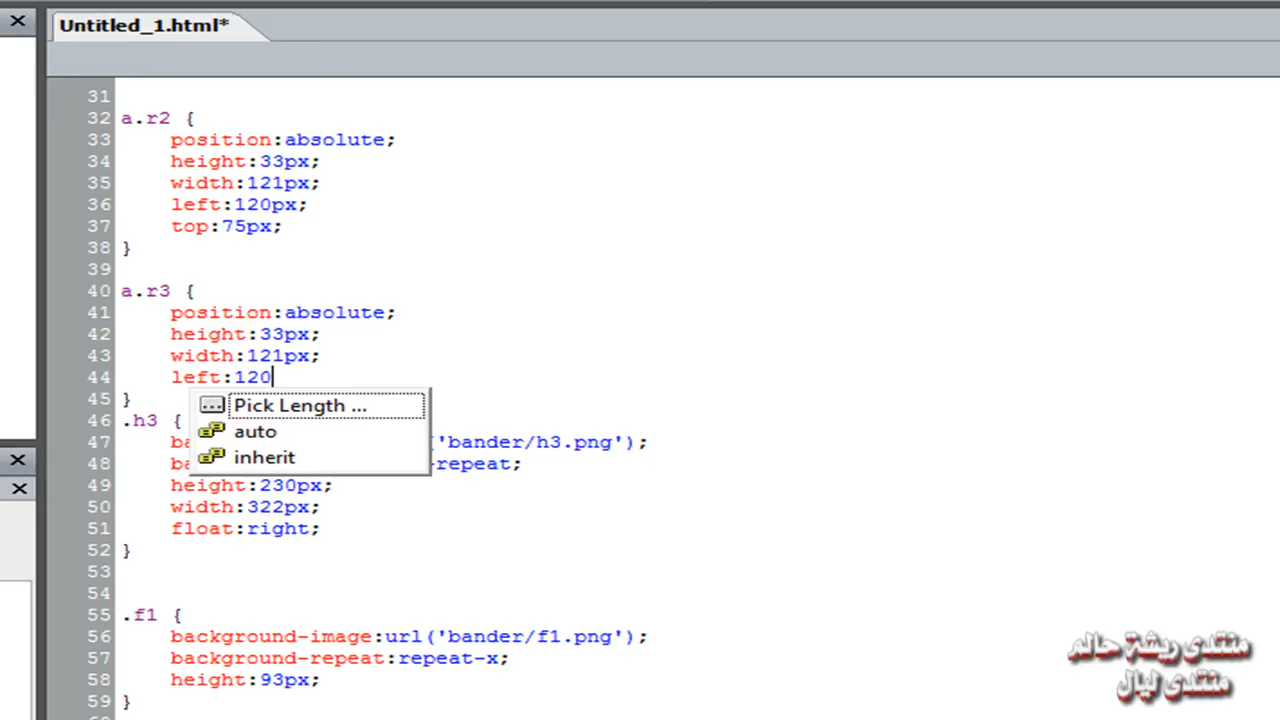 Untitled_1.html*
31
32 a.r2 {
33 position:absolute;
34 height:33px;
35 width:121px;
36 left:120px;
37 top:75px;
38 }
39
40 a.r3 {
41 position:absolute;
42 height:33px;
43 width:121px;
44 left:120
45 }
Pick Length ...
auto
inherit
46 .h3 {
47 ba ('bander/h3.png');
48 ba repeat;
49 height:230px;
50 width:322px;
51 float:right;
52 }
53
54
55 .f1 {
56 background-image:url('bander/f1.png');
57 background-repeat:repeat-x;
58 height:93px;
59 }
منتدى ريشة حالم
منتدى ليال